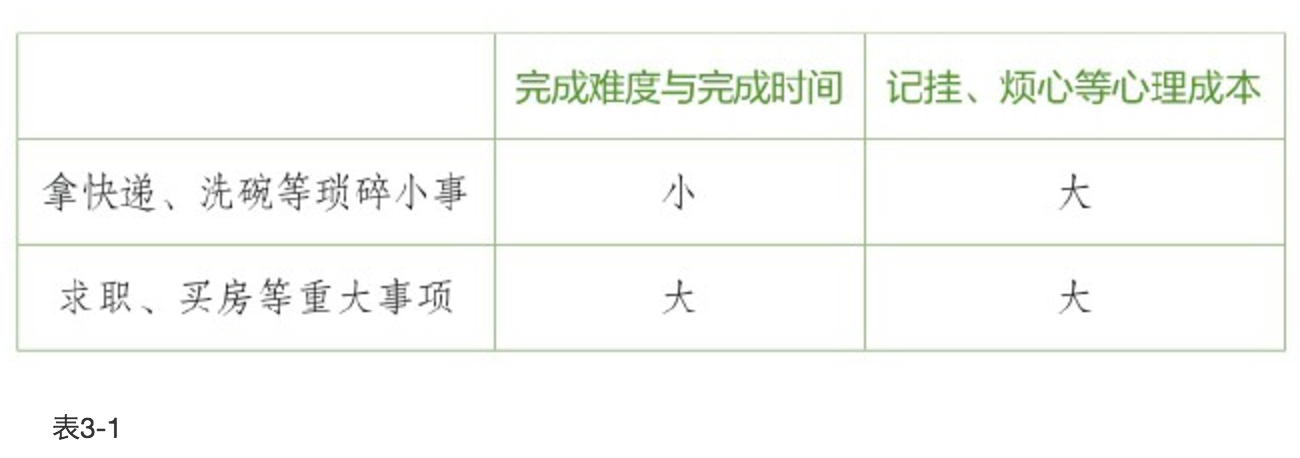 完成难度与完成时间 记挂、烦心等心理成本
拿快递、洗碗等琐碎小事 小 大
求职、买房等重大事项 大 大
表3-1